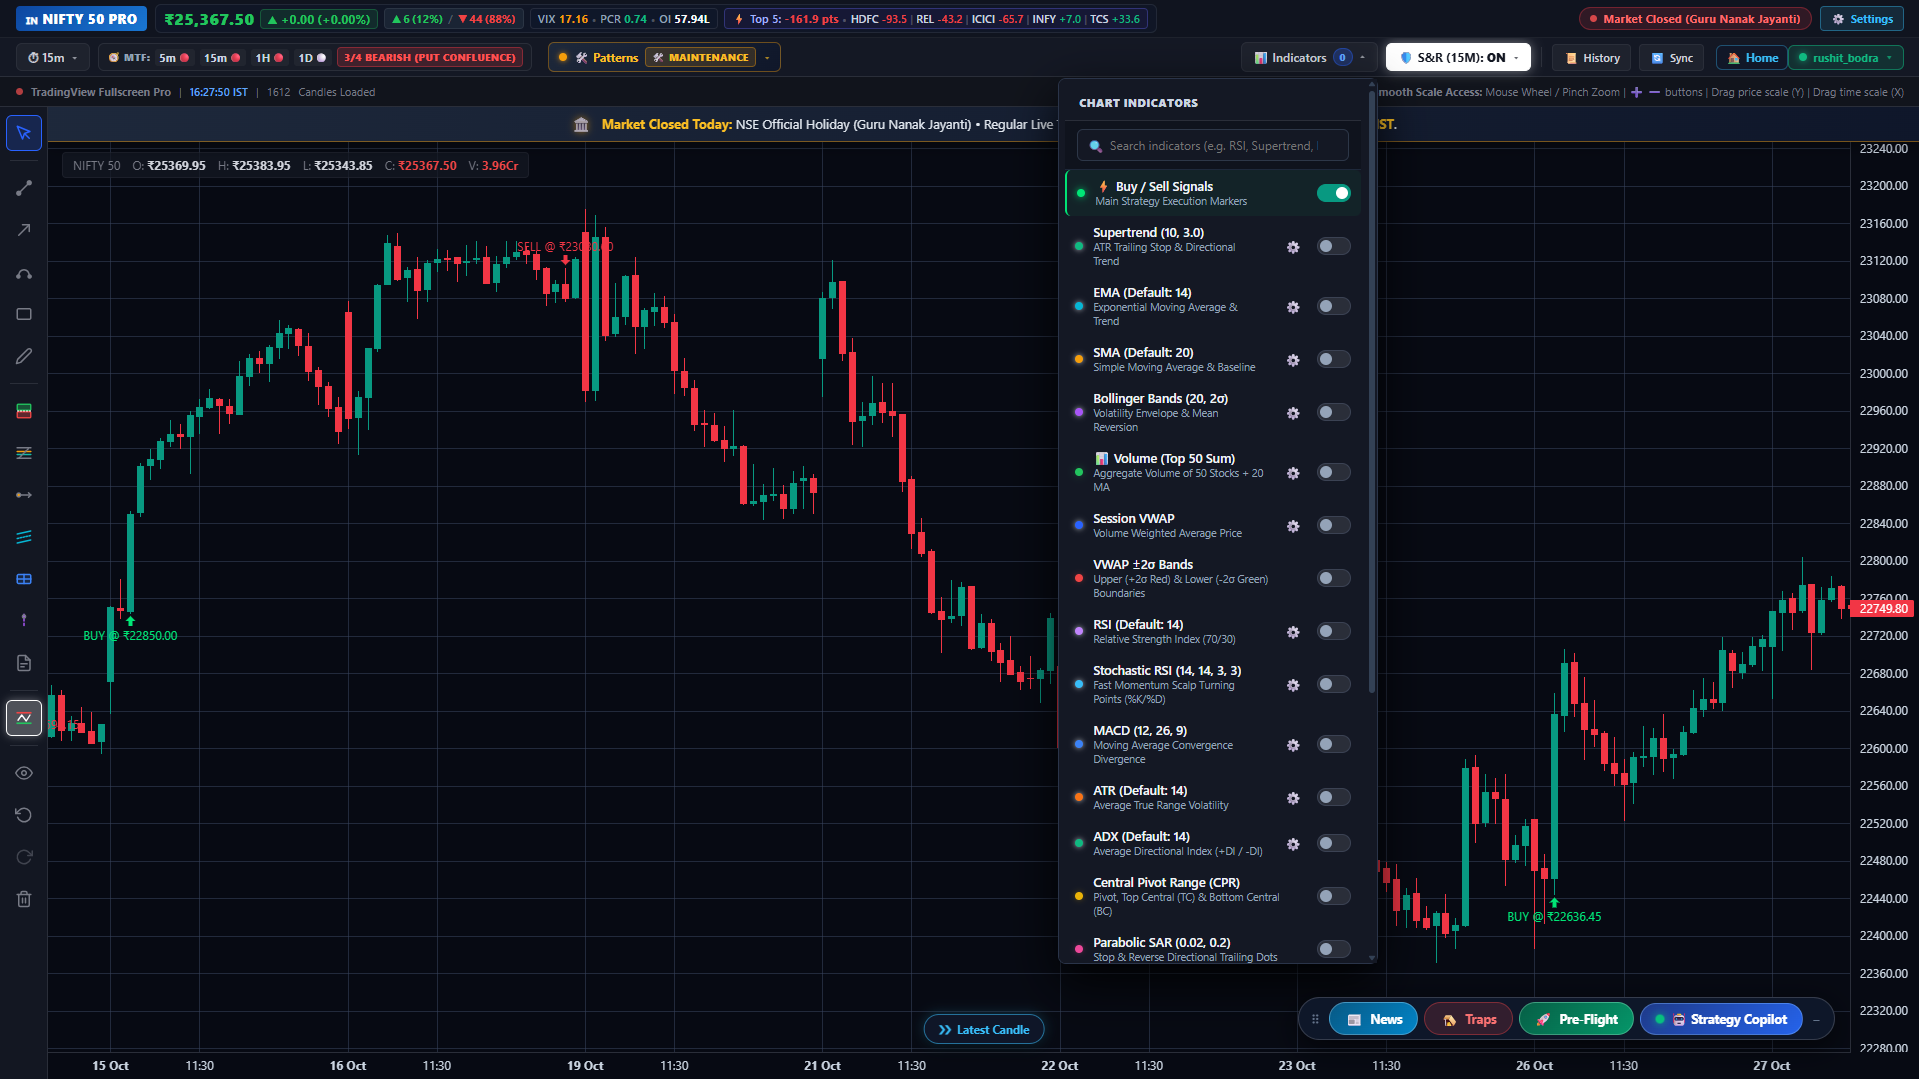 IN NIFTY 50 PRO
₹25,367.50
▲ +0.00 (+0.00%)
▲ 6 (12%) / ▼ 44 (88%)
VIX 17.16 • PCR 0.74 • OI 57.94L
Top 5: -161.9 pts • HDFC -93.5 | REL -43.2 | ICICI -65.7 | INFY +7.0 | TCS +33.6
Market Closed (Guru Nanak Jayanti)
Settings
15m
MTF: 5m 15m 1H 1D 3/4 BEARISH (PUT CONFLUENCE)
Patterns MAINTENANCE
Indicators 0
S&R (15M): ON
History
Sync
Home
rushit_bodra
TradingView Fullscreen Pro | 16:27:50 IST | 1612 Candles Loaded
mooth Scale Access: Mouse Wheel / Pinch Zoom | + − buttons | Drag price scale (Y) | Drag time scale (X)
Market Closed Today: NSE Official Holiday (Guru Nanak Jayanti) • Regular Live
ST.
NIFTY 50 O: ₹25369.95 H: ₹25383.95 L: ₹25343.85 C: ₹25367.50 V: 3.96Cr
CHART INDICATORS
Search indicators (e.g. RSI, Supertrend,
Buy / Sell Signals
Main Strategy Execution Markers
Supertrend (10, 3.0)
ATR Trailing Stop & Directional
Trend
EMA (Default: 14)
Exponential Moving Average &
Trend
SMA (Default: 20)
Simple Moving Average & Baseline
Bollinger Bands (20, 2σ)
Volatility Envelope & Mean
Reversion
Volume (Top 50 Sum)
Aggregate Volume of 50 Stocks + 20
MA
Session VWAP
Volume Weighted Average Price
VWAP ±2σ Bands
Upper (+2σ Red) & Lower (-2σ Green)
Boundaries
RSI (Default: 14)
Relative Strength Index (70/30)
Stochastic RSI (14, 14, 3, 3)
Fast Momentum Scalp Turning
Points (%K/%D)
MACD (12, 26, 9)
Moving Average Convergence
Divergence
ATR (Default: 14)
Average True Range Volatility
ADX (Default: 14)
Average Directional Index (+DI / -DI)
Central Pivot Range (CPR)
Pivot, Top Central (TC) & Bottom Central
(BC)
Parabolic SAR (0.02, 0.2)
Stop & Reverse Directional Trailing Dots
BUY @ ₹22850.00
BUY @ ₹22636.45
23240.00
23200.00
23160.00
23120.00
23080.00
23040.00
23000.00
22960.00
22920.00
22880.00
22840.00
22800.00
22760.00
22749.80
22720.00
22680.00
22640.00
22600.00
22560.00
22520.00
22480.00
22440.00
22400.00
22360.00
22320.00
22280.00
Latest Candle
News
Traps
Pre-Flight
Strategy Copilot
15 Oct 11:30 16 Oct 11:30 19 Oct 11:30 21 Oct 11:30 22 Oct 11:30 23 Oct 11:30 26 Oct 11:30 27 Oct